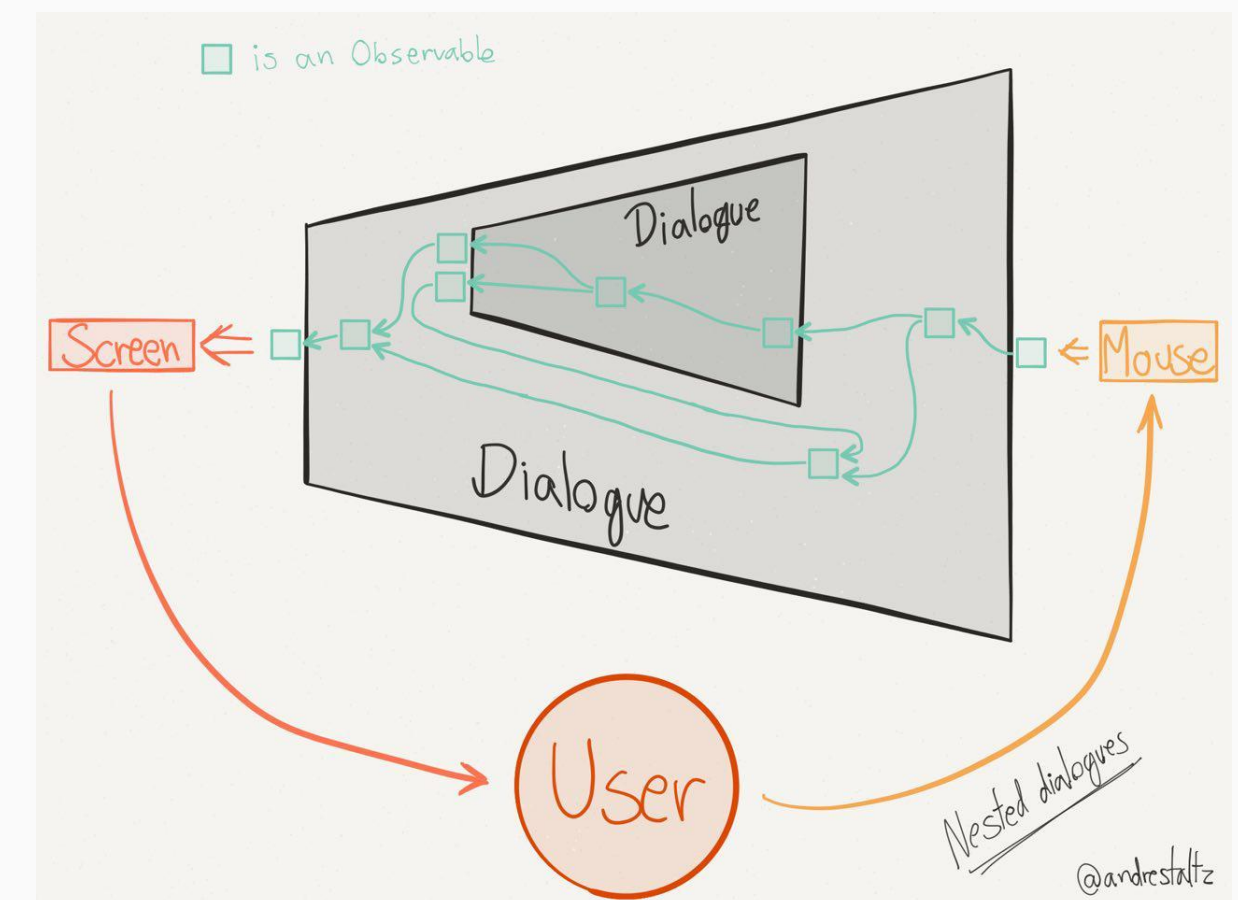 is an Observable
Dialogue
Screen
Mouse
Dialogue
User
Nested dialogues
@andrestaltz